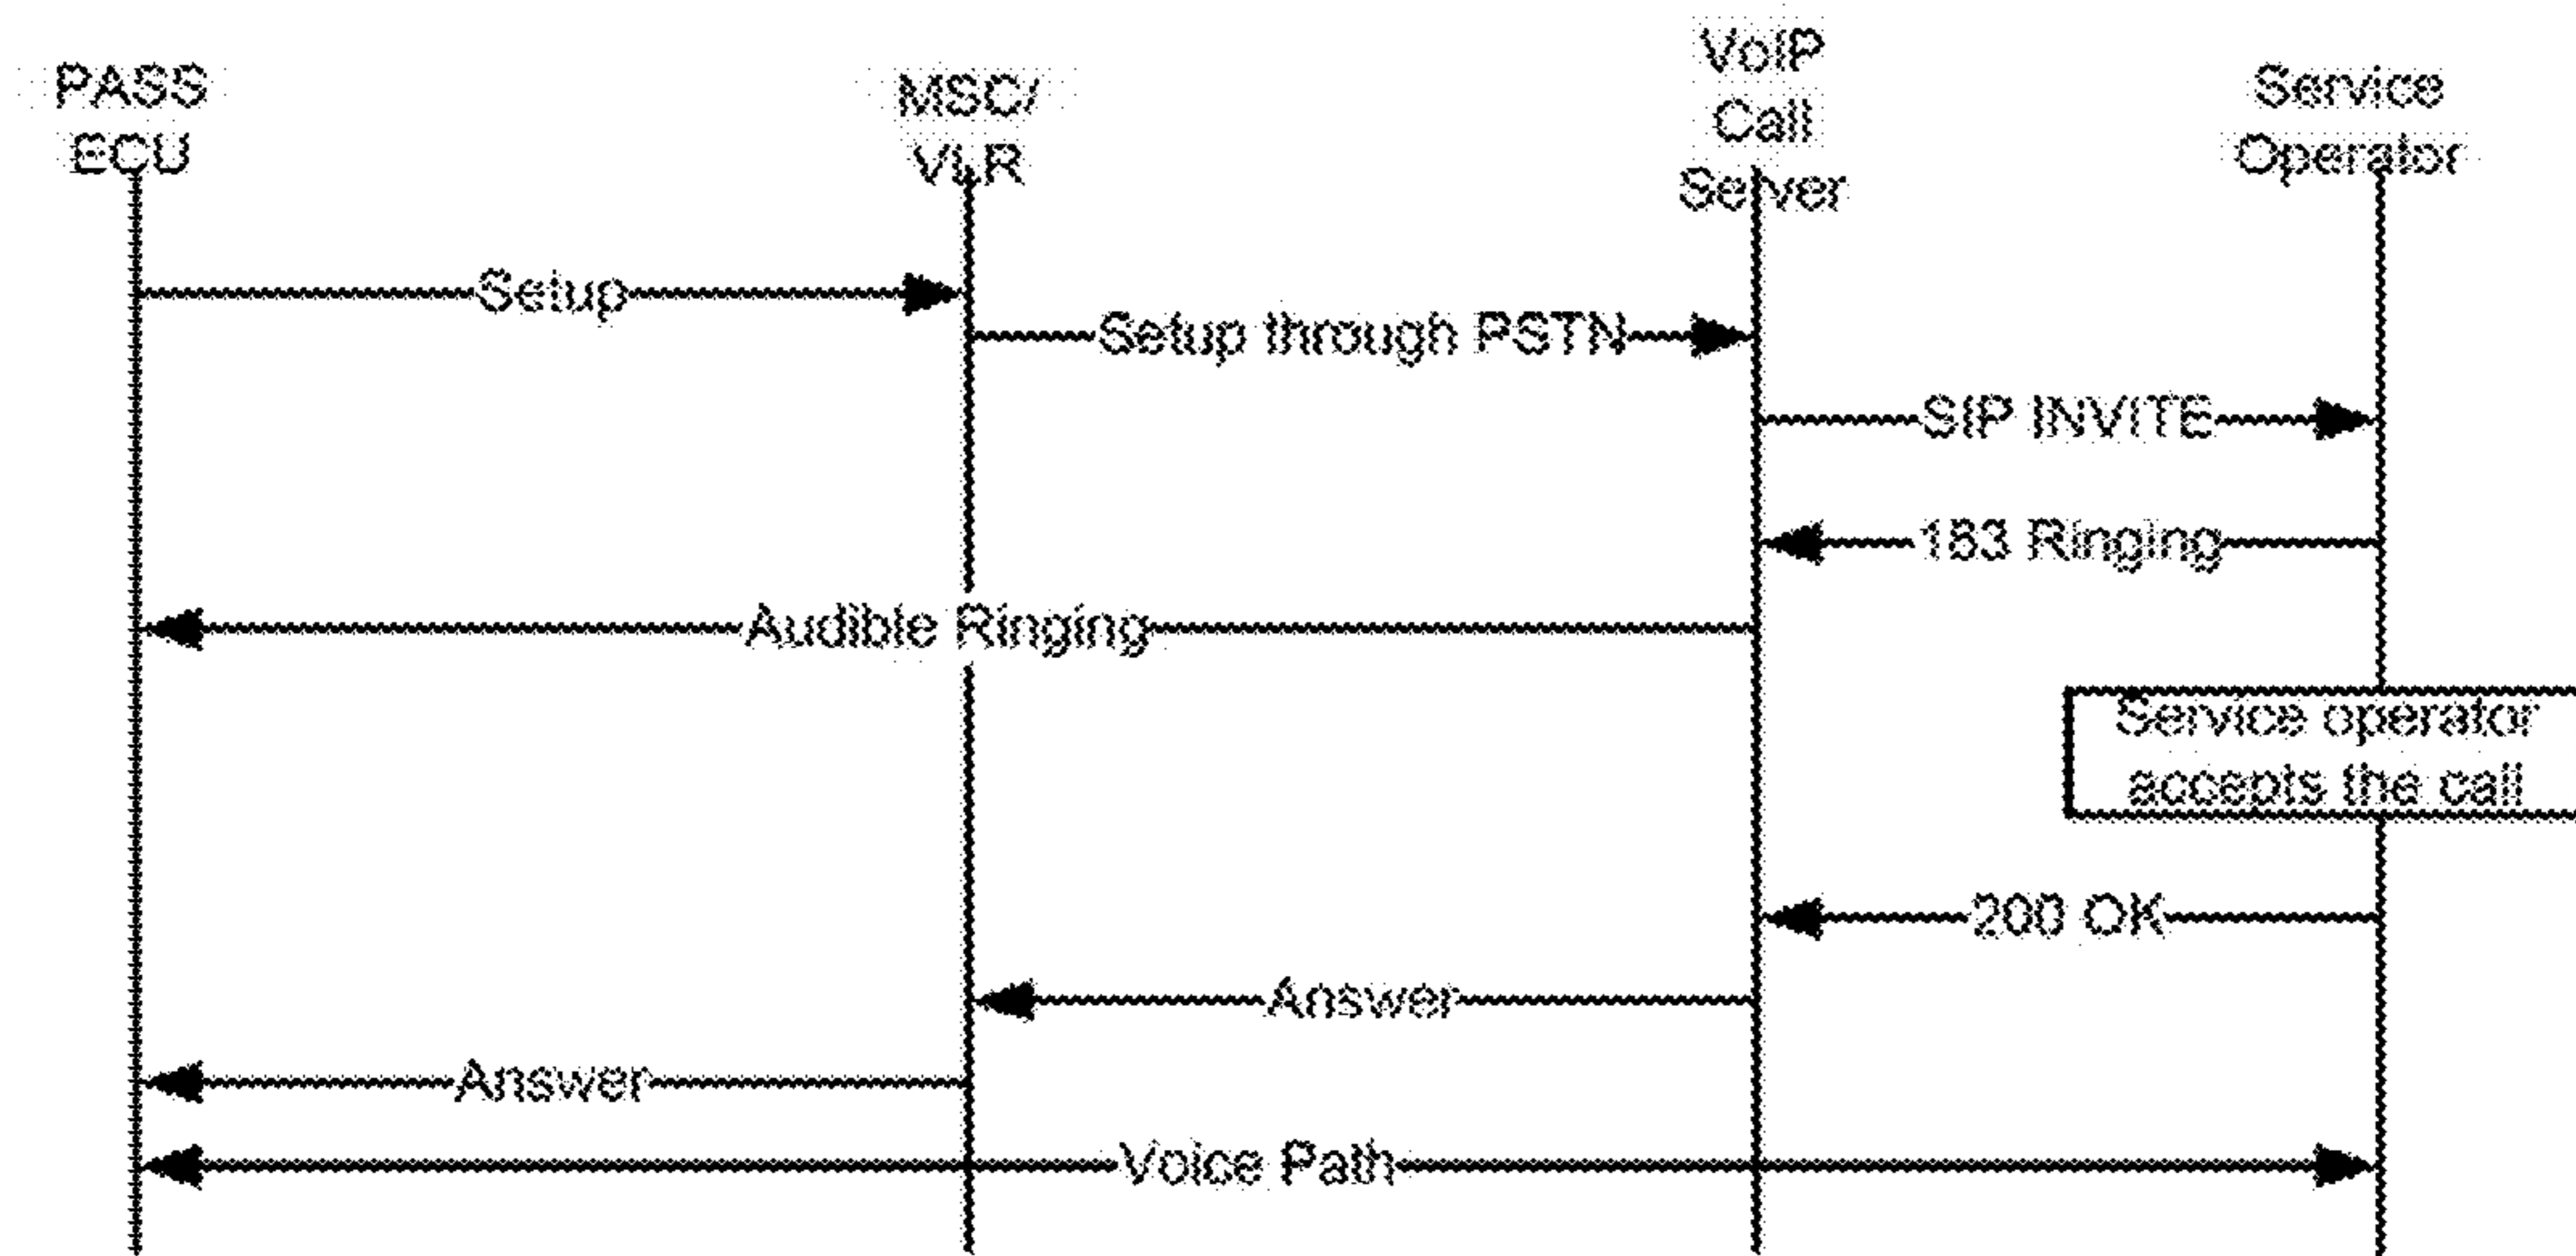 PASS
ECU
MSC/
VLR
VoIP
Call
Server
Service
Operator
Setup
Setup through PSTN
SIP INVITE
183 Ringing
Audible Ringing
Service operator
accepts the call
200 OK
Answer
Answer
Voice Path